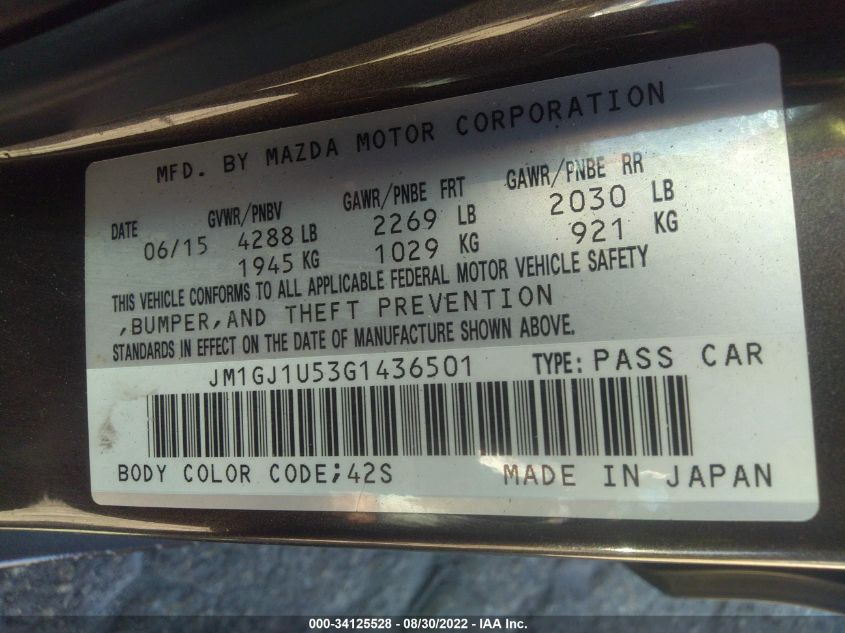 MFD. BY MAZDA MOTOR CORPORATION
DATE GVWR/PNBV GAWR/PNBE FRT GAWR/PNBE RR
06/15 4288 LB 2269 LB 2030 LB
1945 KG 1029 KG 921 KG
THIS VEHICLE CONFORMS TO ALL APPLICABLE FEDERAL MOTOR VEHICLE SAFETY
,BUMPER,AND THEFT PREVENTION
STANDARDS IN EFFECT ON THE DATE OF MANUFACTURE SHOWN ABOVE.
JM1GJ1U53G1436501 TYPE: PASS CAR
BODY COLOR CODE;42S MADE IN JAPAN
000-34125528 - 08/30/2022 - IAA Inc.